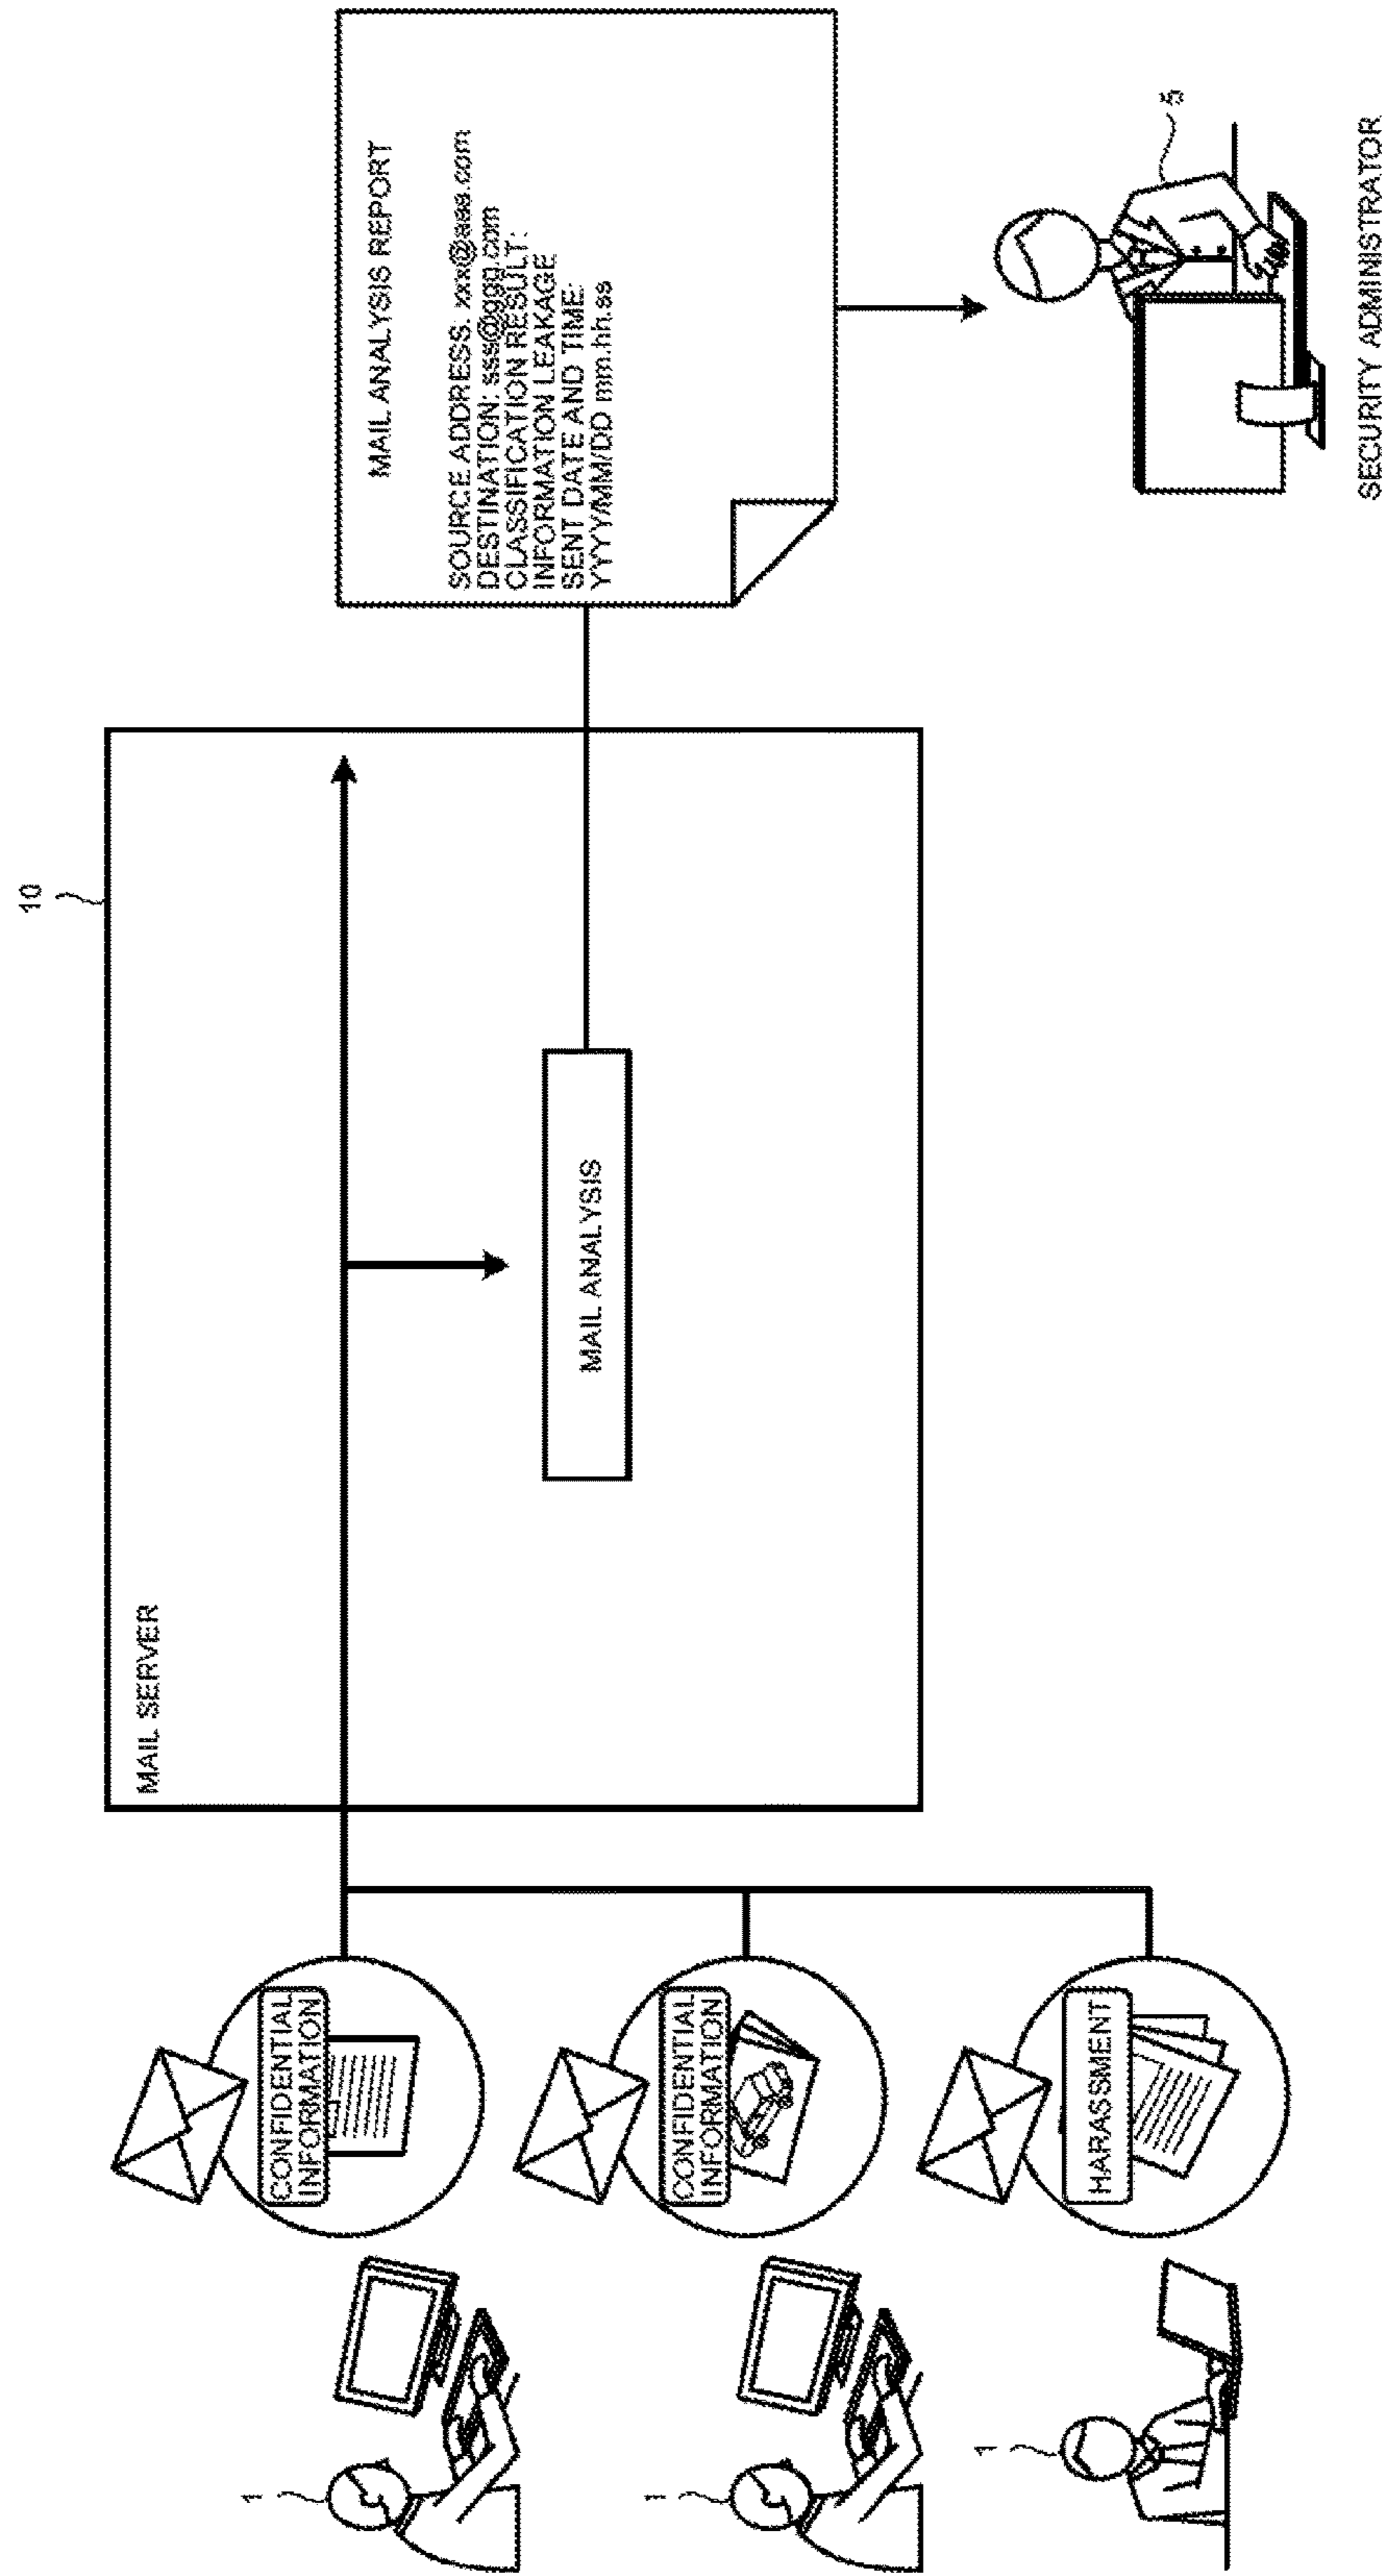 1
CONFIDENTIAL
INFORMATION
1
CONFIDENTIAL
INFORMATION
1
HARASSMENT
10
MAIL SERVER
MAIL ANALYSIS
MAIL ANALYSIS REPORT
SOURCE ADDRESS: xxx@aaa.com
DESTINATION: sss@ggg.com
CLASSIFICATION RESULT:
INFORMATION LEAKAGE
SENT DATE AND TIME:
YYYY/MM/DD mm.hh.ss
5
SECURITY ADMINISTRATOR